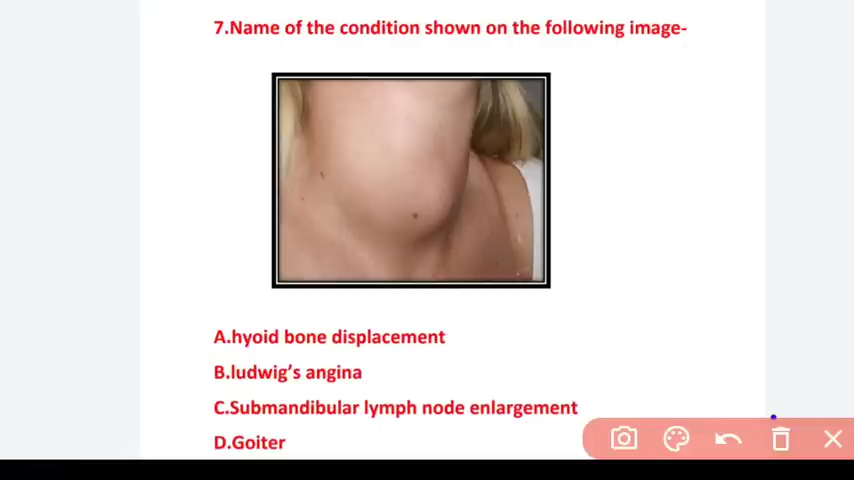 7.Name of the condition shown on the following image-
A.hyoid bone displacement
B.ludwig's angina
C.Submandibular lymph node enlargement
D.Goiter